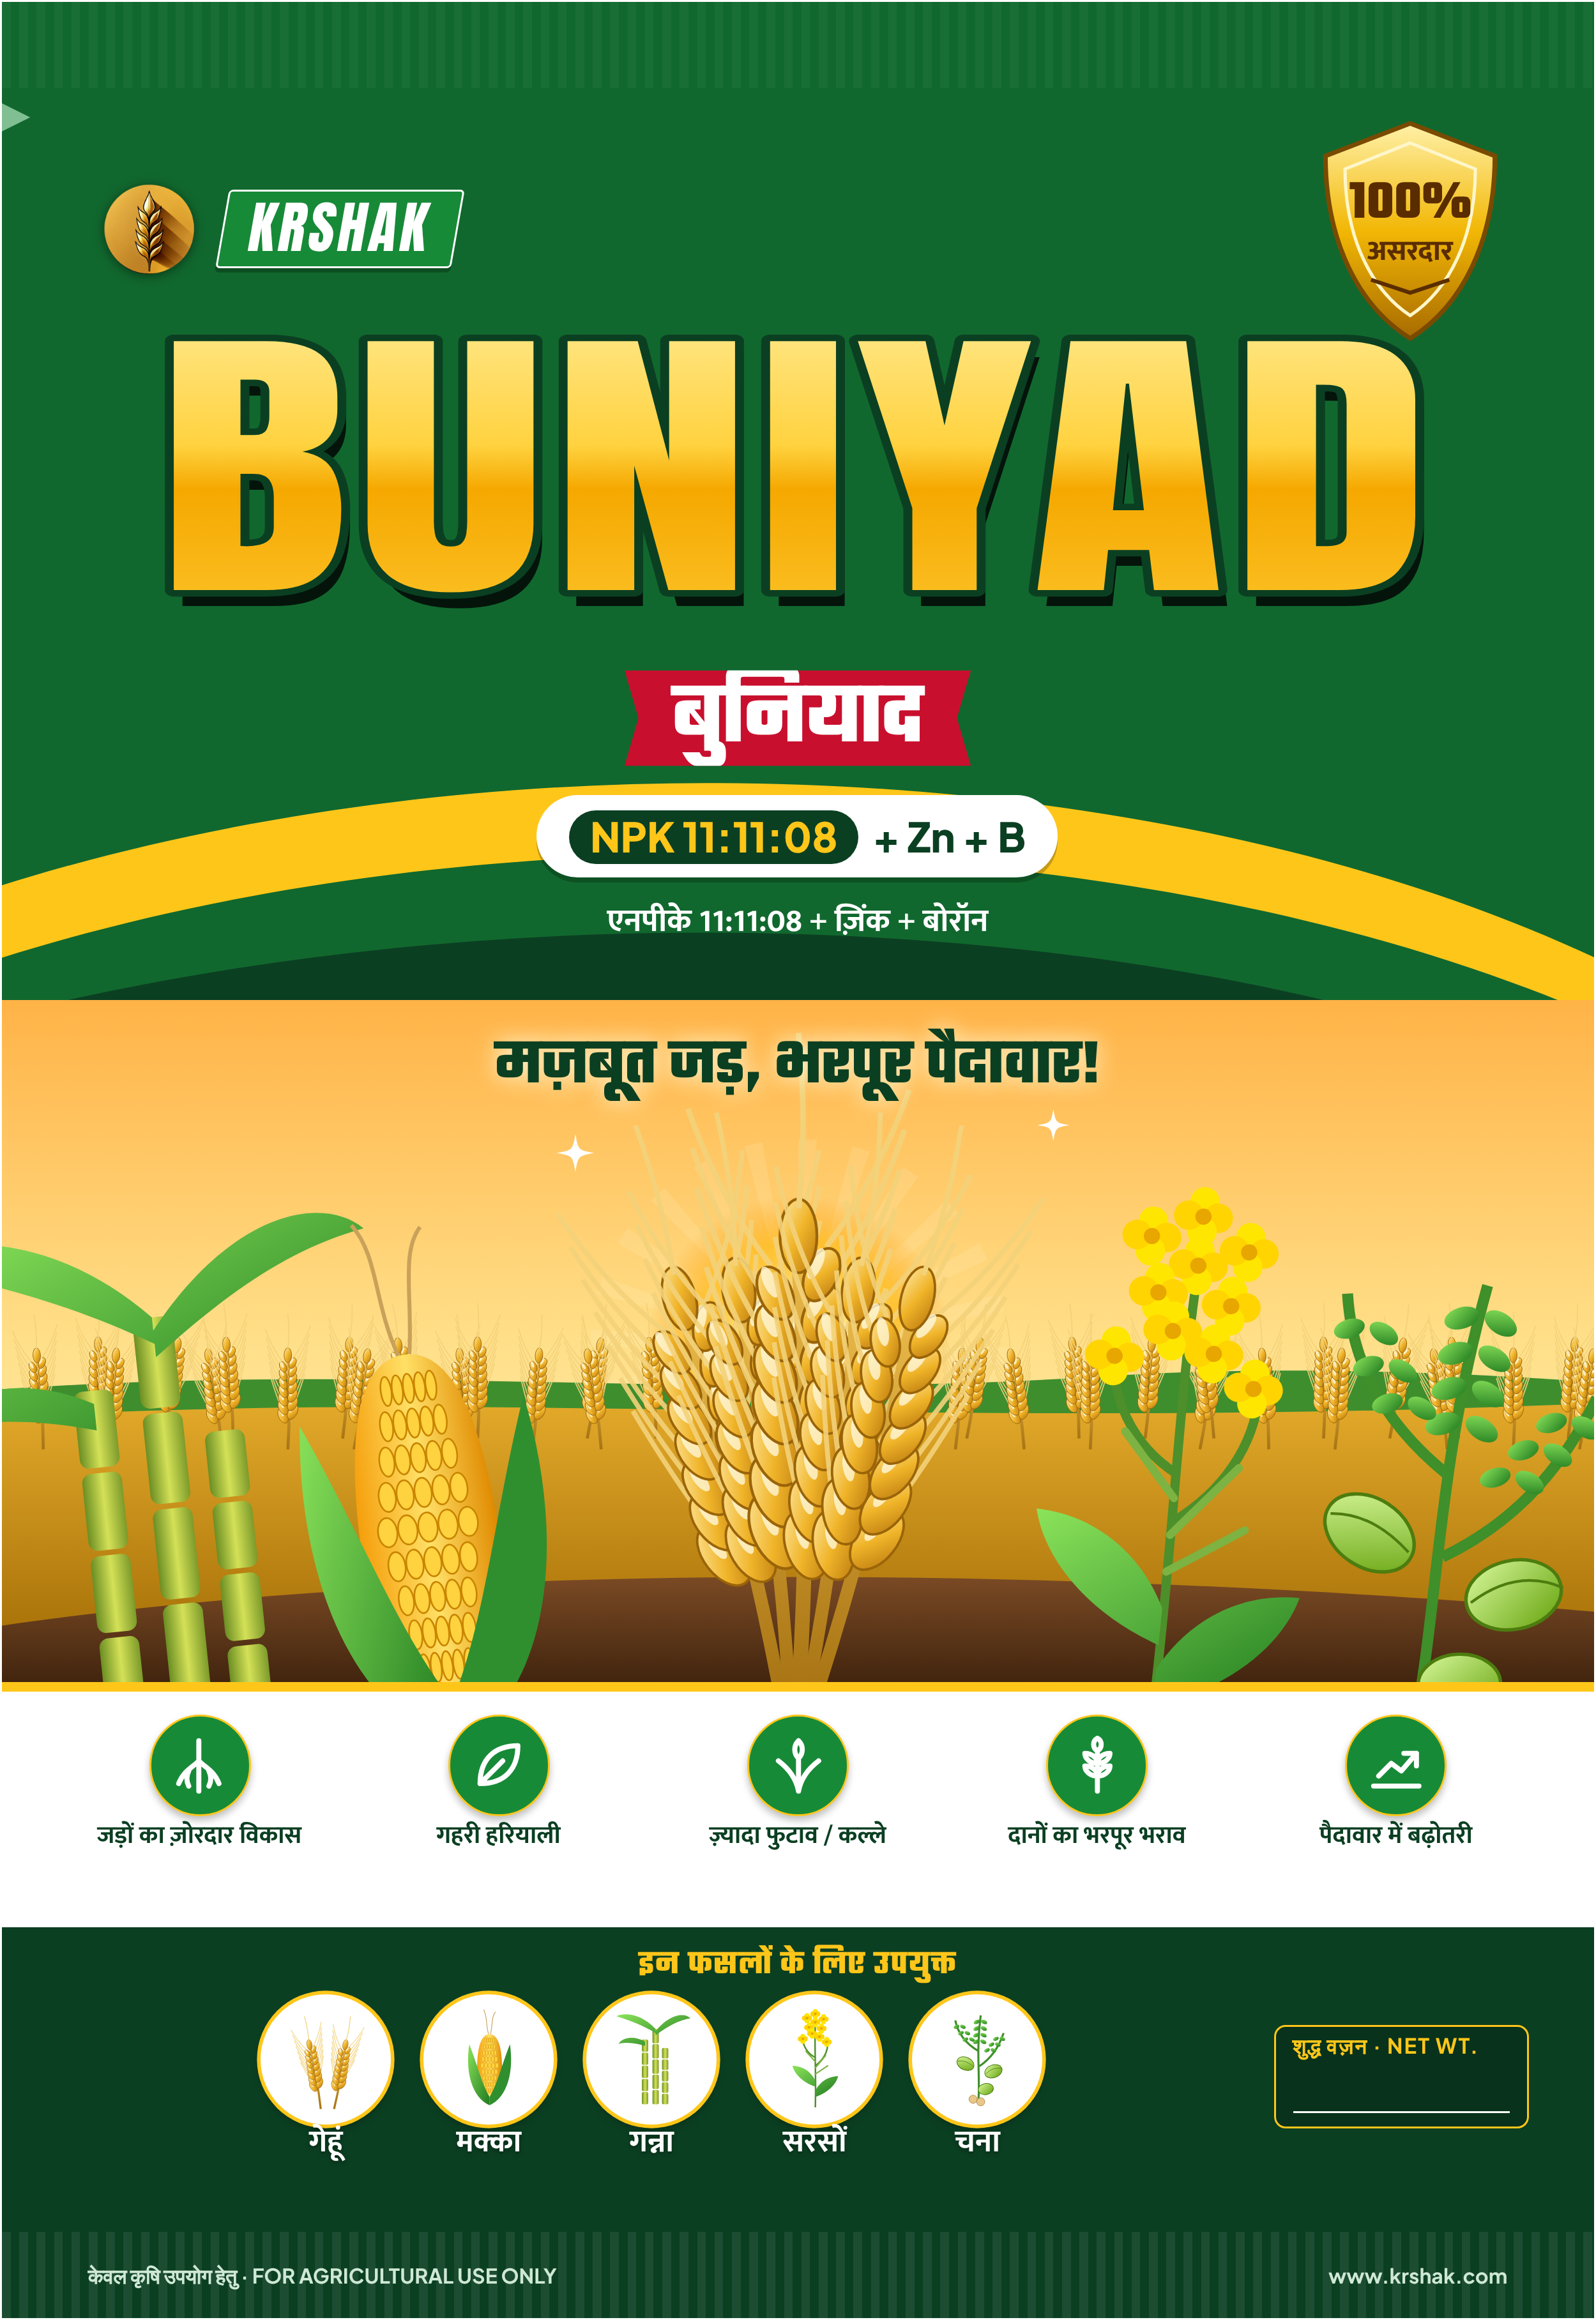 KRSHAK
100%
असरदार
BUNIYAD
बुनियाद
NPK 11:11:08 + Zn + B
एनपीके 11:11:08 + ज़िंक + बोरॉन
मज़बूत जड़, भरपूर पैदावार!
जड़ों का ज़ोरदार विकास
गहरी हरियाली
ज़्यादा फुटाव / कल्ले
दानों का भरपूर भराव
पैदावार में बढ़ोतरी
इन फसलों के लिए उपयुक्त
गेहूं
मक्का
गन्ना
सरसों
चना
शुद्ध वज़न · NET WT.
केवल कृषि उपयोग हेतु · FOR AGRICULTURAL USE ONLY
www.krshak.com